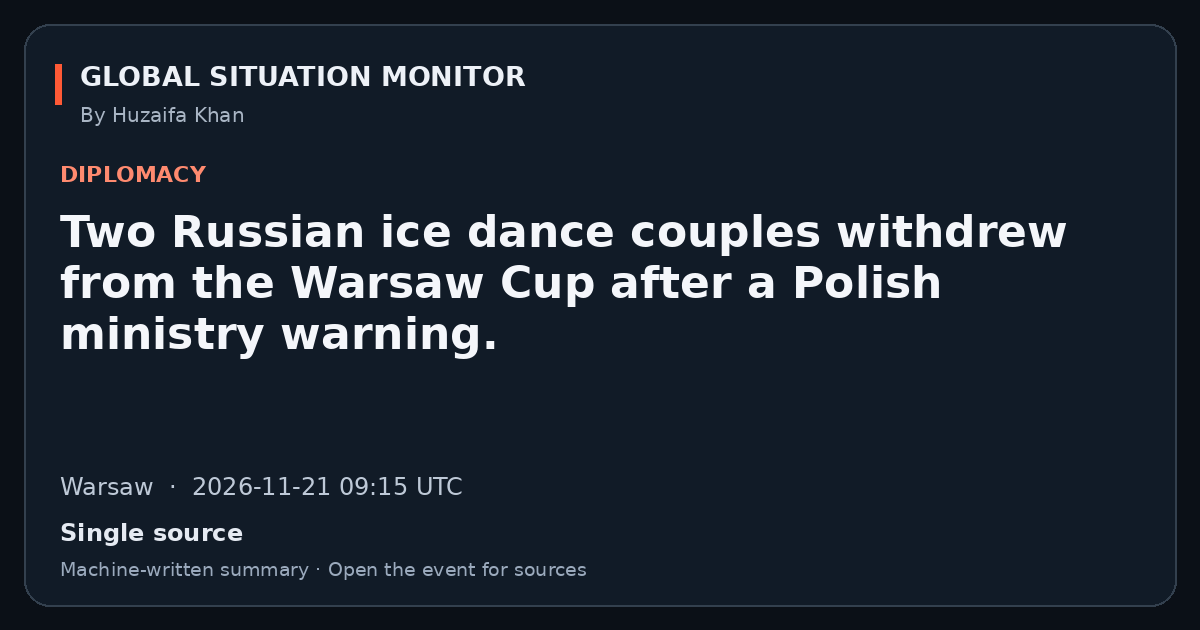 GLOBAL SITUATION MONITOR
By Huzaifa Khan
DIPLOMACY
Two Russian ice dance couples withdrew
from the Warsaw Cup after a Polish
ministry warning.
Warsaw · 2026-11-21 09:15 UTC
Single source
Machine-written summary · Open the event for sources